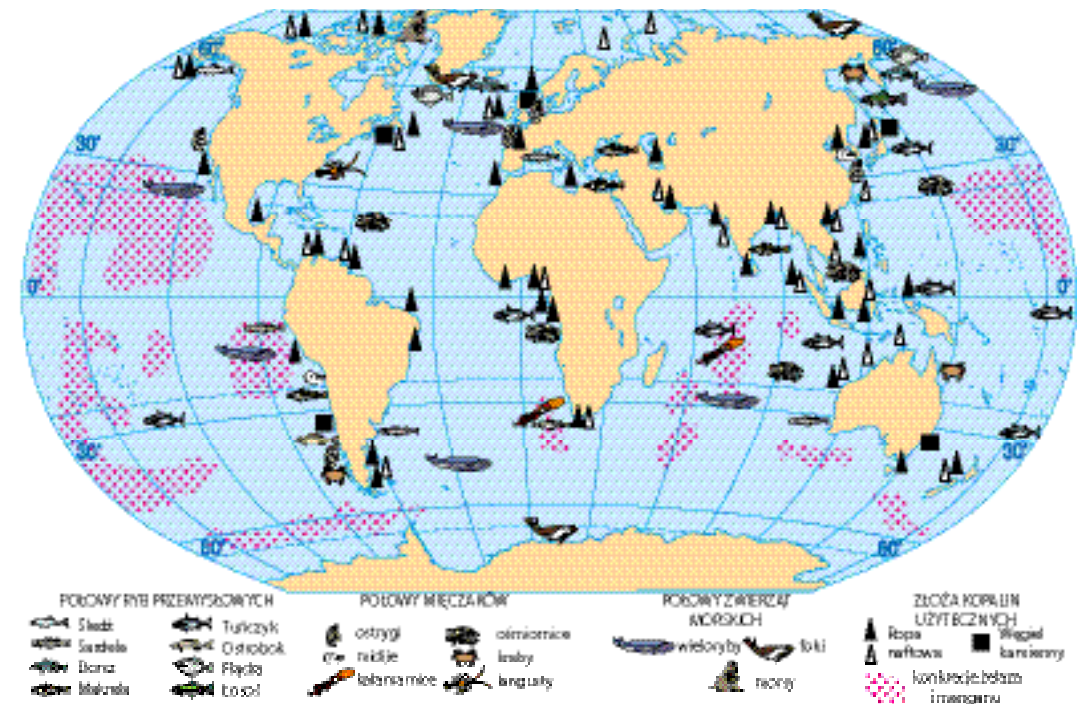 60°
60°
30°
30°
0°
0°
30°
30°
60°
60°
POŁOWY RYB PRZEMYSŁOWYCH
POŁOWY MIĘCZAKÓW
POŁOWY ZWIERZĄT
MORSKICH
ZŁOŻA KOPALIN
UŻYTECZNYCH
Śledź
Sardela
Dorsz
Makrela
Tuńczyk
Ostrobok
Flądra
Łosoś
ostrygi
małże
kałamarnice
ośmiornice
kraby
langusty
wieloryby
foki
morsy
Ropa
naftowa
Węgiel
kamienny
konkrecje żelaza
i manganu